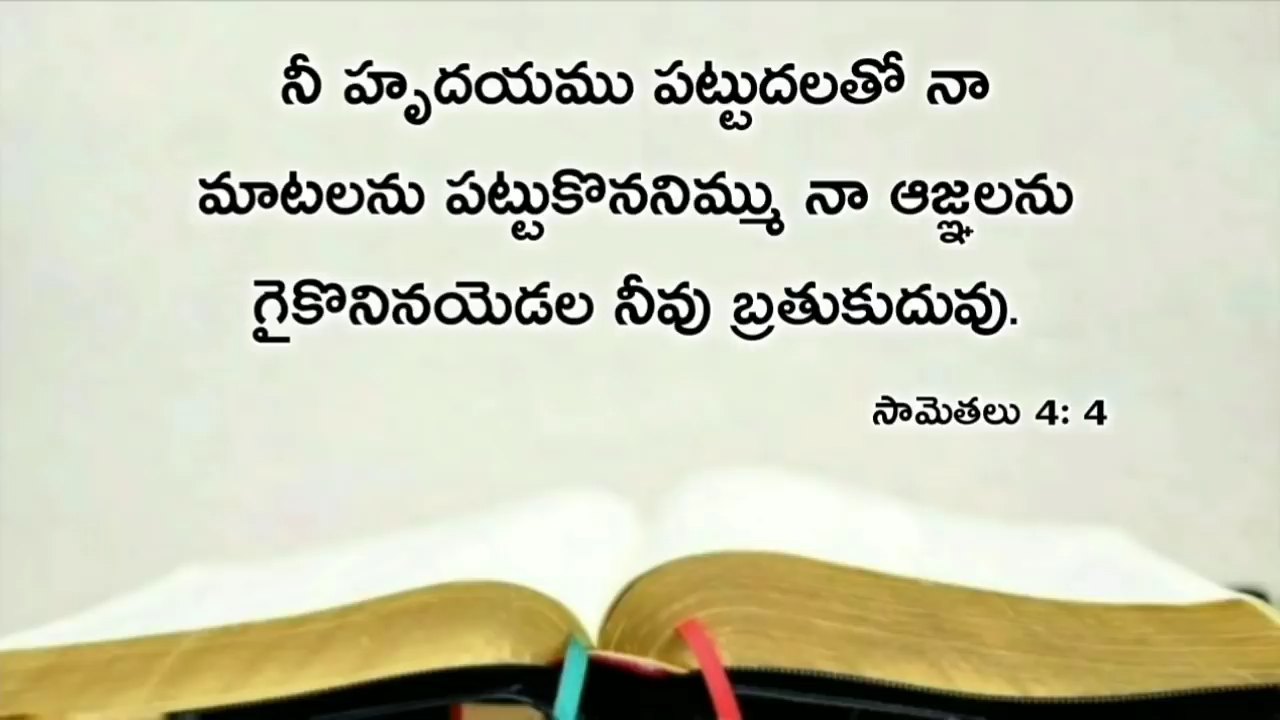 నీ హృదయము పట్టుదలతో నా
మాటలను పట్టుకొననిమ్ము నా ఆజ్ఞలను
గైకొనినయెడల నీవు బ్రతుకుదువు.
సామెతలు 4: 4